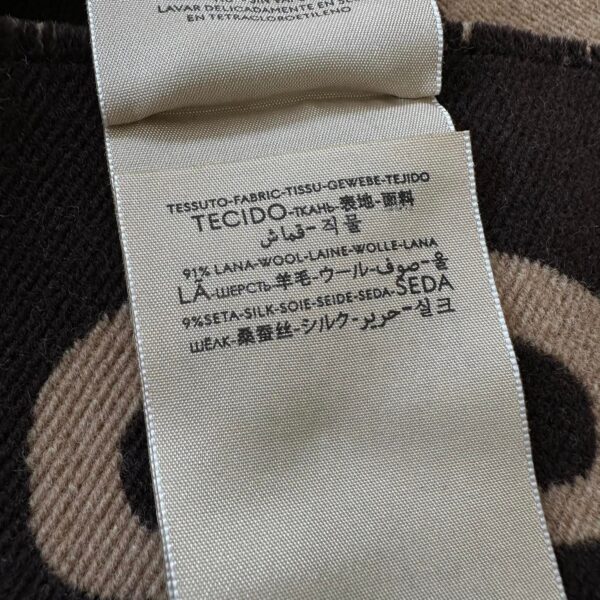 LAVAR DELICADAMENTE EN
EN TETRACLOROETILENO
TESSUTO-FABRIC-TISSU-GEWEBE-TEJIDO
TECIDO-ТКАНЬ-表地-面料
قماش-직물
91% LANA-WOOL-LAINE-WOLLE-LANA
LÃ-ШЕРСТЬ-羊毛-ウール-صوف-울
9%SETA-SILK-SOIE-SEIDE-SEDA-SEDA
ШЁЛК-桑蚕丝-シルク-حرير-실크